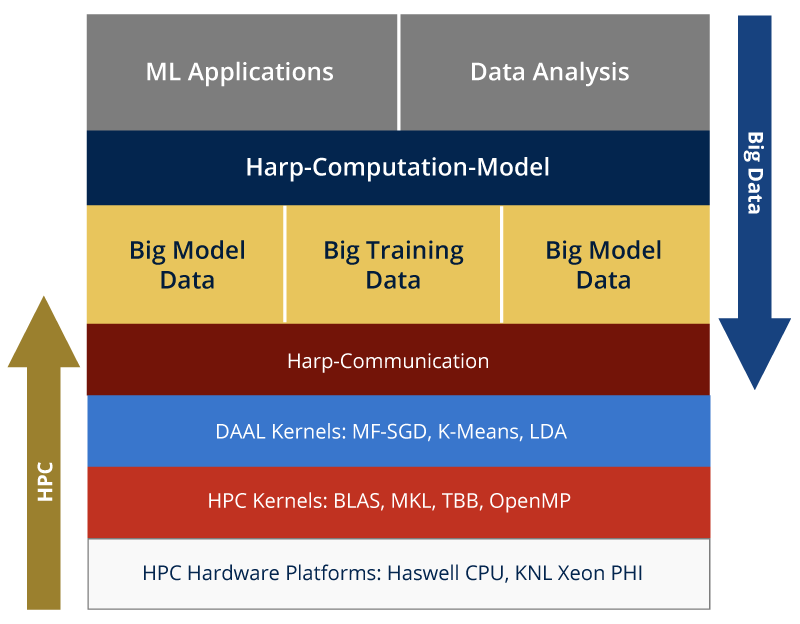 ML Applications
Data Analysis
Big Data
Harp-Computation-Model
Big Model
Data
Big Training
Data
Big Model
Data
Harp-Communication
DAAL Kernels: MF-SGD, K-Means, LDA
HPC
HPC Kernels: BLAS, MKL, TBB, OpenMP
HPC Hardware Platforms: Haswell CPU, KNL Xeon PHI